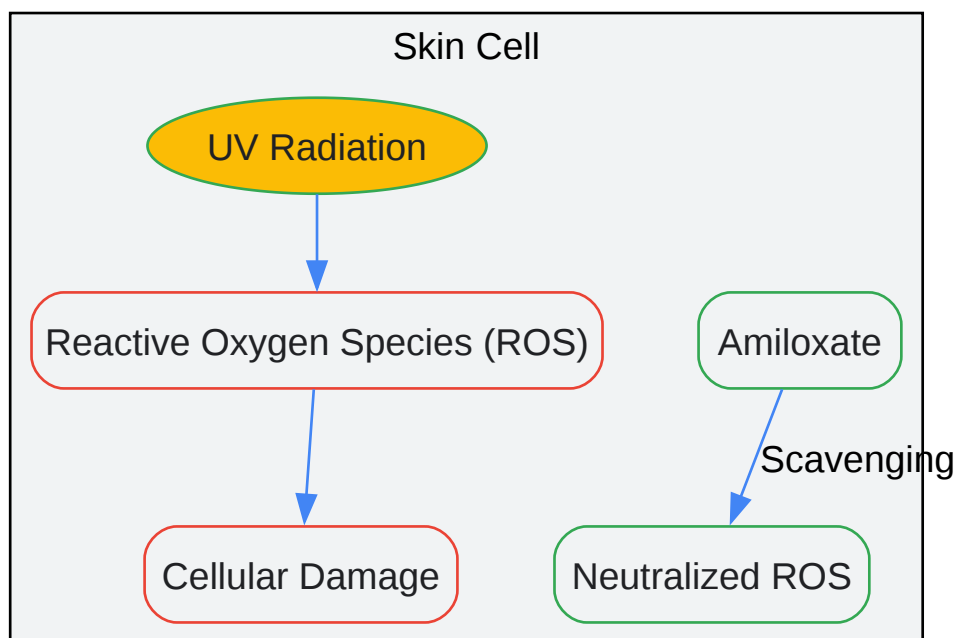 Skin Cell
UV Radiation
Reactive Oxygen Species (ROS)
Amiloxate
Scavenging
Cellular Damage
Neutralized ROS